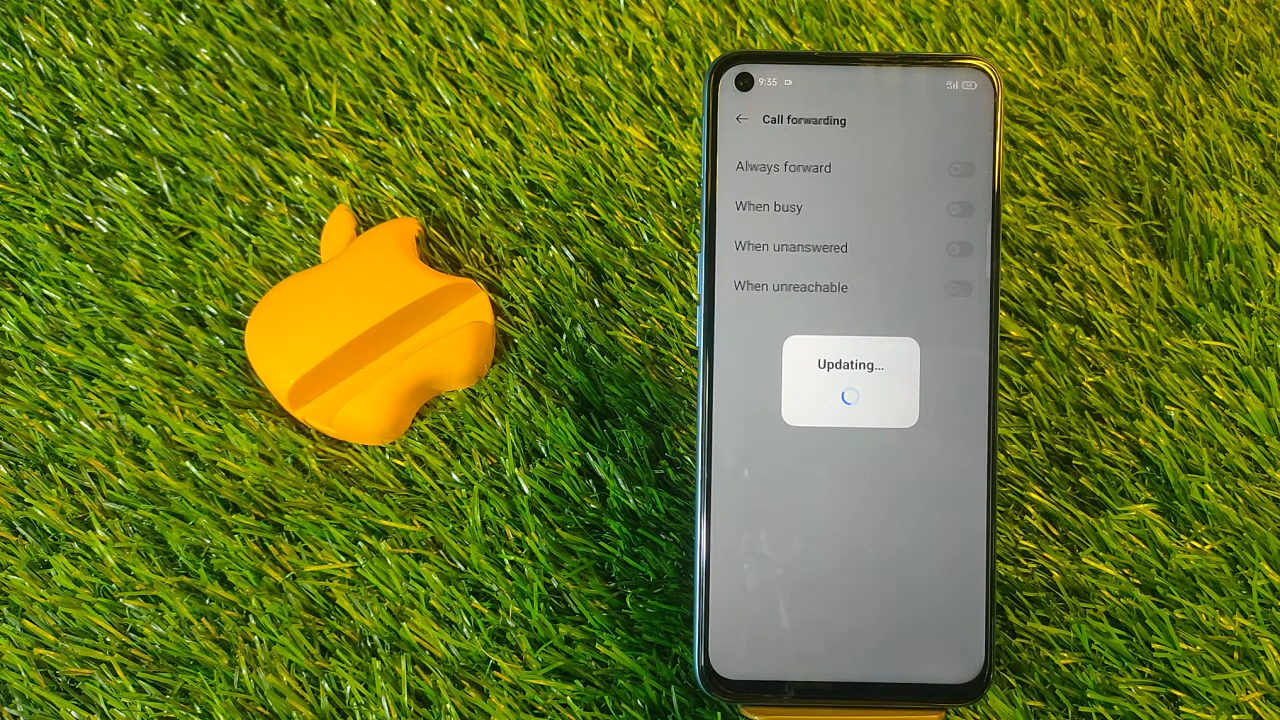 9:35
Call forwarding
Always forward
When busy
When unanswered
When unreachable
Updating...